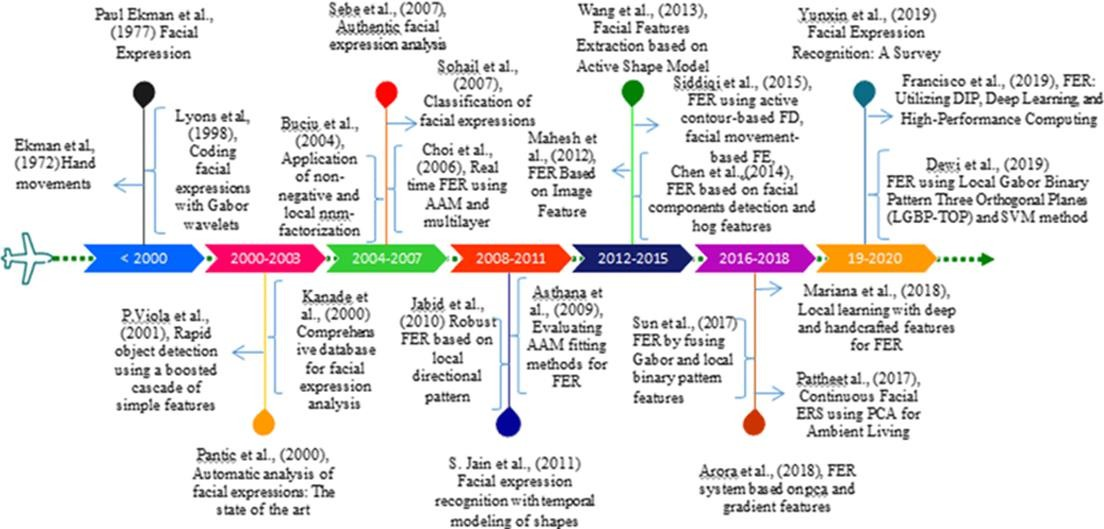 Paul Ekman et al.,
(1977) Facial
Expression
Ekman et al,
(1972) Hand
movements
Lyons et al,
(1998),
Coding
facial
expressions
with Gabor
wavelets
Sebe et al., (2007),
Authentic facial
expression analysis
Sohail et al.,
(2007),
Classification of
facial expressions
Buciu et al.,
(2004),
Application
of non-
negative and
local nnm-
factorization
Choi et al.,
(2006), Real
time FER using
AAM and
multilayer
Wang et al., (2013),
Facial Features
Extraction based on
Active Shape Model
Mahesh et
al., (2012),
FER Based
on Image
Feature
Siddiqi et al., (2015),
FER using active
contour-based FD,
facial movement-
based FE,
Chen et al.,(2014),
FER based on facial
components detection and
hog features
Yunxin et al., (2019)
Facial Expression
Recognition: A Survey
Francisco et al., (2019), FER:
Utilizing DIP, Deep Learning, and
High-Performance Computing
Dewi et al., (2019)
FER using Local Gabor Binary
Pattern Three Orthogonal Planes
(LGBP-TOP) and SVM method
< 2000
2000-2003
2004-2007
2008-2011
2012-2015
2016-2018
19-2020
P.Viola et al.,
(2001), Rapid
object detection
using a boosted
cascade of
simple features
Kanade et
al., (2000)
Comprehens
ive database
for facial
expression
analysis
Pantic et al., (2000),
Automatic analysis of
facial expressions: The
state of the art
Jabid et al.,
(2010) Robust
FER based on
local
directional
pattern
Asthana et
al., (2009),
Evaluating
AAM fitting
methods for
FER
S. Jain et al., (2011)
Facial expression
recognition with temporal
modeling of shapes
Sun et al., (2017)
FER by fusing
Gabor and local
binary pattern
features
Mariana et al., (2018),
Local learning with deep
and handcrafted features
for FER
Patthe et al., (2017),
Continuous Facial
ERS using PCA for
Ambient Living
Arora et al., (2018), FER
system based on pca and
gradient features